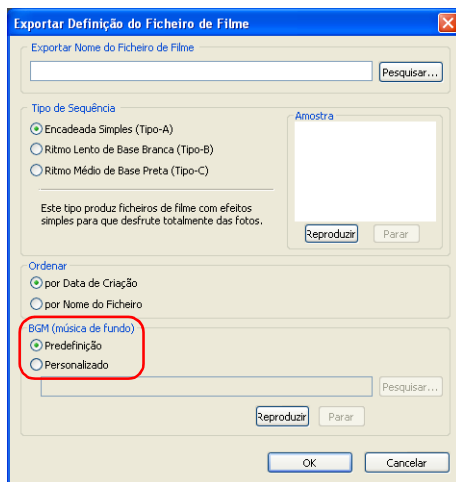 Exportar Definição do Ficheiro de Filme
Exportar Nome do Ficheiro de Filme
Pesquisar...
Tipo de Sequência
Encadeada Simples (Tipo-A)
Ritmo Lento de Base Branca (Tipo-B)
Ritmo Médio de Base Preta (Tipo-C)
Este tipo produz ficheiros de filme com efeitos
simples para que desfrute totalmente das fotos.
Amostra
Reproduzir
Parar
Ordenar
por Data de Criação
por Nome do Ficheiro
BGM (música de fundo)
Predefinição
Personalizado
Pesquisar...
Reproduzir
Parar
OK
Cancelar